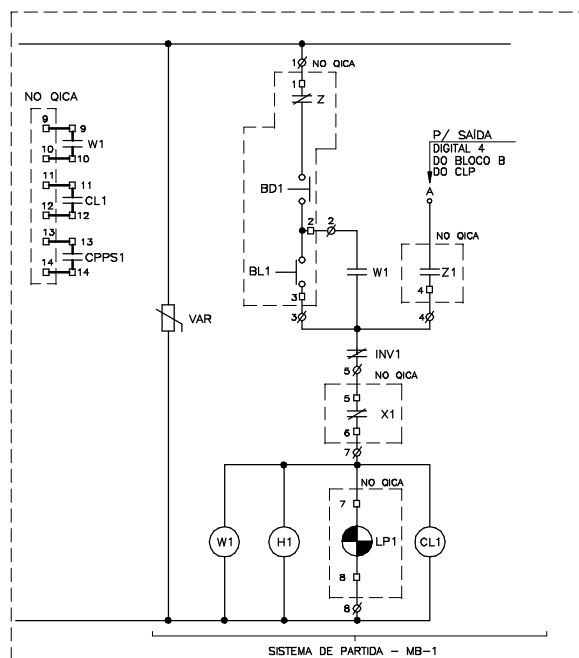 1 NO QICA
1
Z
NO QICA
9 9
W1
10 10
11 11
CL1
12 12
13 13
CPPS1
14 14
P/ SAÍDA
DIGITAL 4
DO BLOCO B
DO CLP
A
BD1
2 2
NO QICA
BL1
W1
Z1
3
4
3
4
VAR
INV1
5
NO QICA
5
X1
6
7
NO QICA
7
W1
H1
LP1
CL1
8
8
SISTEMA DE PARTIDA – MB-1